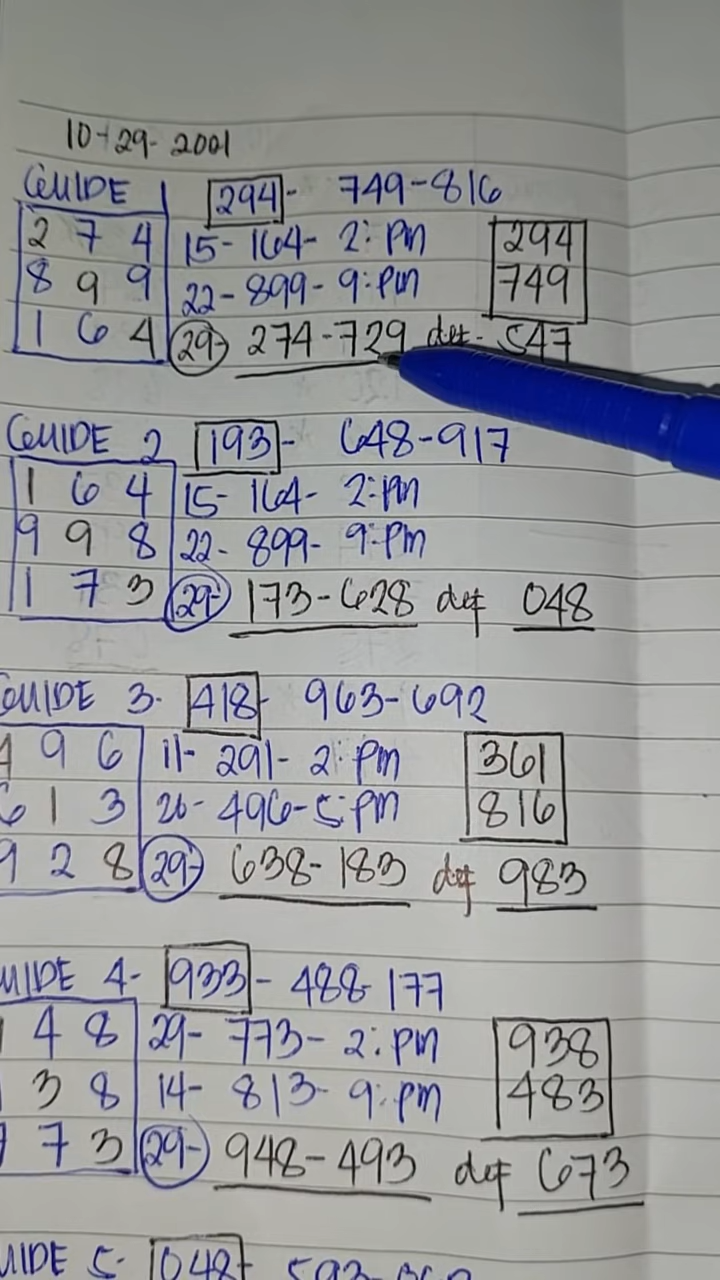 10-29-2001
GUIDE 1 294- 749-816
2 7 4 15- 164- 2:pm 294
8 9 9 22- 899- 9:pm 749
1 6 4 29- 274-729 def- 547
GUIDE 2 193- 648-917
1 6 4 15- 164- 2:pm
9 9 8 22- 899- 9:pm
1 7 3 29- 173-628 def 048
GUIDE 3- 418- 963-692
4 9 6 11- 291- 2:pm 361
6 1 3 26- 496-5:pm 816
9 2 8 29- 638-183 def 983
UIDE 4- 933- 488-177
4 8 29- 773- 2:pm 938
3 8 14- 813- 9:pm 483
7 3 29- 948-493 def 673
UIDE 5- 048-